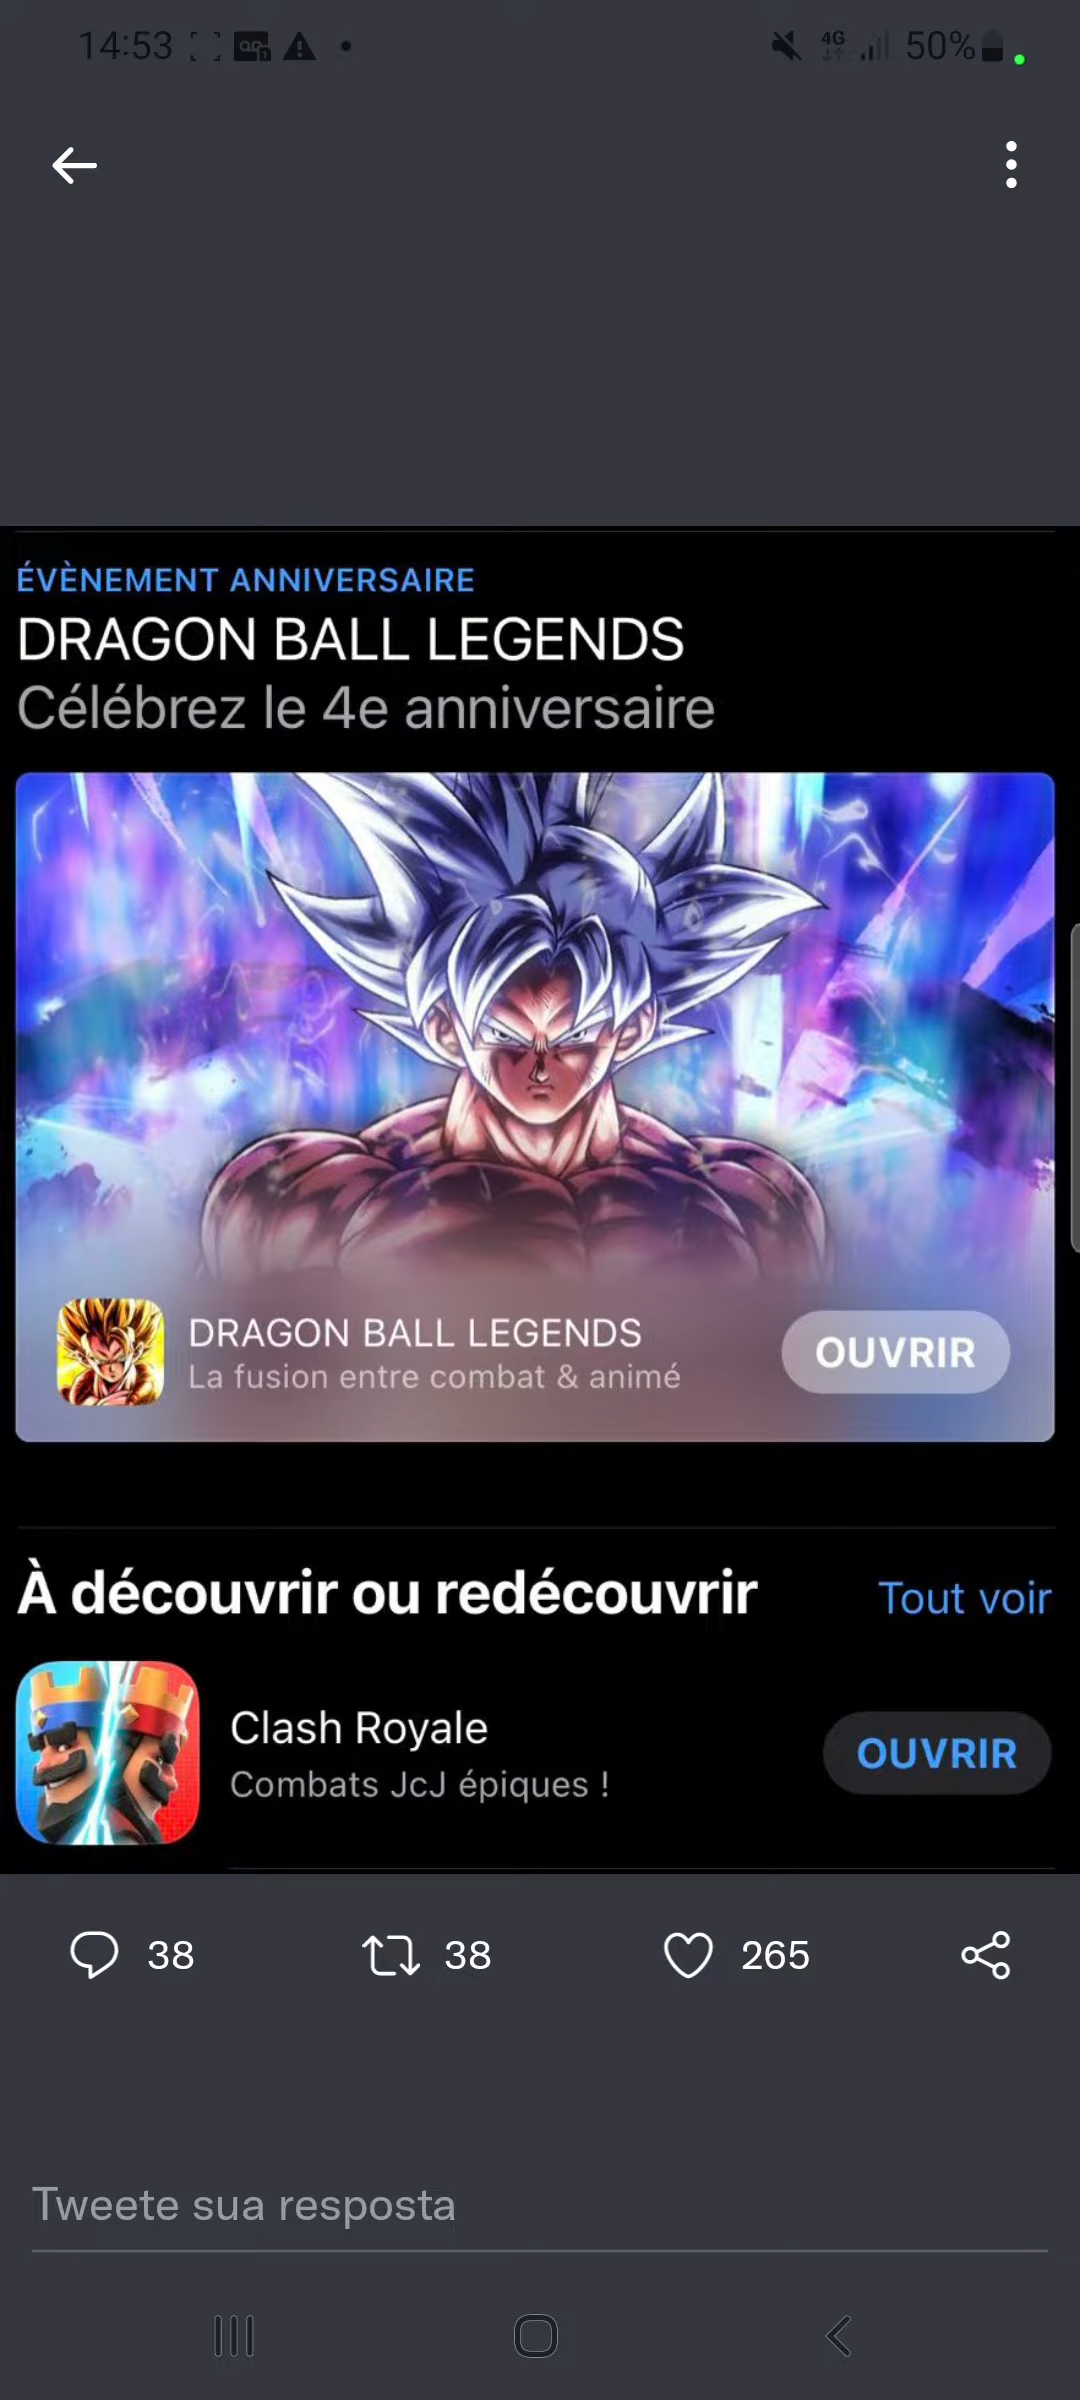 14:53
4G
50%
ÉVÈNEMENT ANNIVERSAIRE
DRAGON BALL LEGENDS
Célébrez le 4e anniversaire
DRAGON BALL LEGENDS
La fusion entre combat & animé
OUVRIR
À découvrir ou redécouvrir
Tout voir
Clash Royale
Combats JcJ épiques !
OUVRIR
38
38
265
Tweete sua resposta